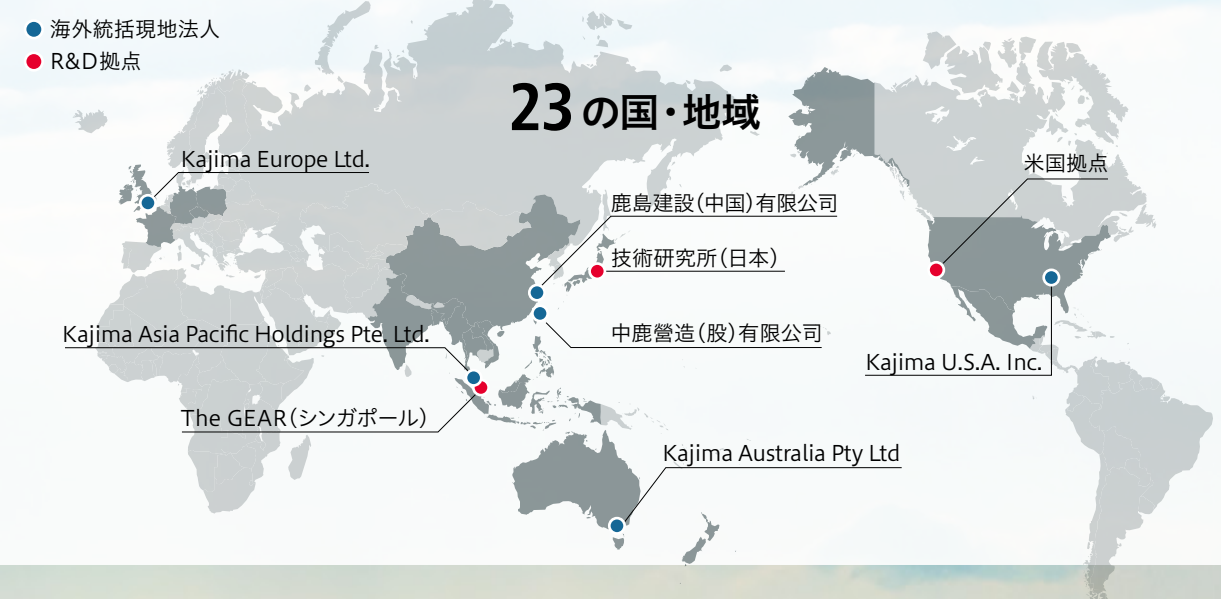 海外統括現地法人
R&D拠点
23の国・地域
Kajima Europe Ltd.
米国拠点
鹿島建設(中国)有限公司
技術研究所(日本)
Kajima Asia Pacific Holdings Pte. Ltd.
中鹿營造(股)有限公司
Kajima U.S.A. Inc.
The GEAR(シンガポール)
Kajima Australia Pty Ltd